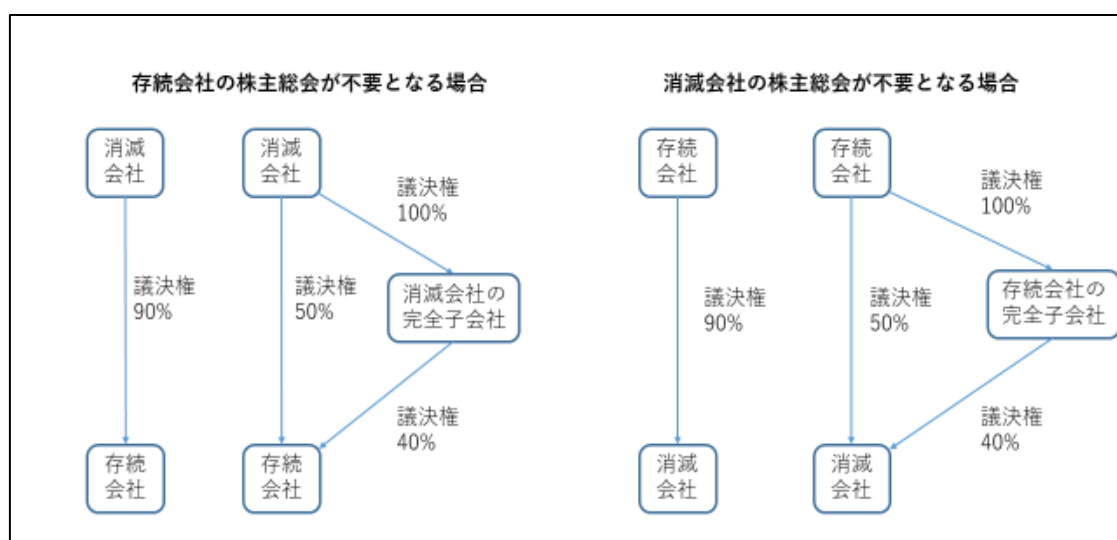 存続会社の株主総会が不要となる場合
消滅
会社
消滅
会社
議決権
100%
議決権
90%
議決権
50%
消滅会社の
完全子会社
議決権
40%
存続
会社
存続
会社
消滅会社の株主総会が不要となる場合
存続
会社
存続
会社
議決権
100%
議決権
90%
議決権
50%
存続会社の
完全子会社
議決権
40%
消滅
会社
消滅
会社